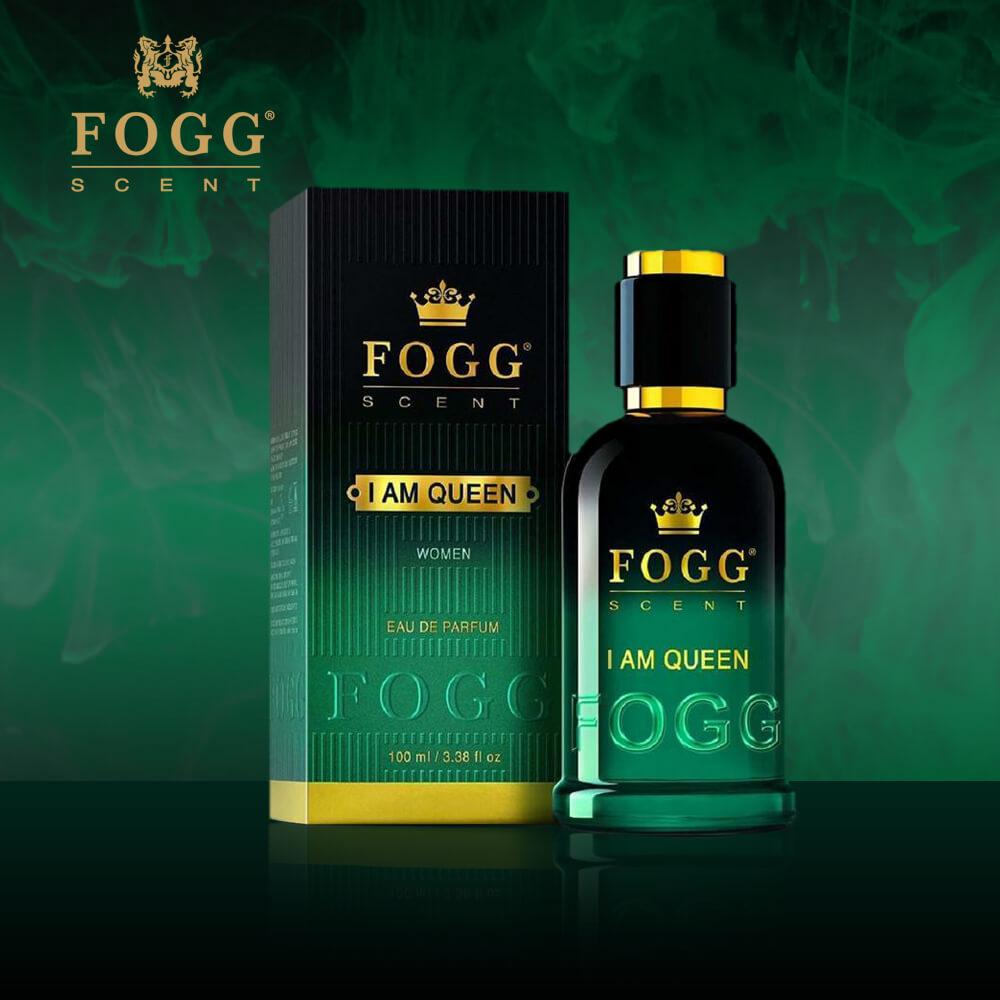 FOGG®
SCENT
FOGG®
SCENT
I AM QUEEN
WOMEN
EAU DE PARFUM
FOGG
100 ml / 3.38 fl oz
FOGG®
SCENT
I AM QUEEN
FOGG